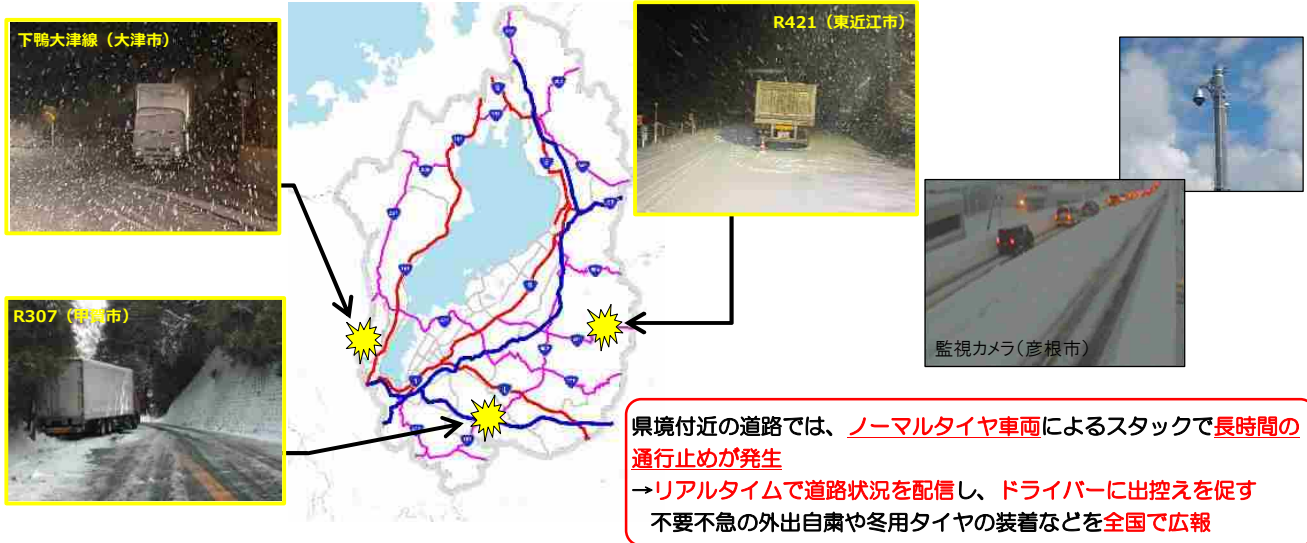 下鴨大津線（大津市）
R421（東近江市）
R307（甲賀市）
監視カメラ（彦根市）
県境付近の道路では、ノーマルタイヤ車両によるスタックで長時間の
通行止めが発生
→リアルタイムで道路状況を配信し、ドライバーに出控えを促す
不要不急の外出自粛や冬用タイヤの装着などを全国で広報